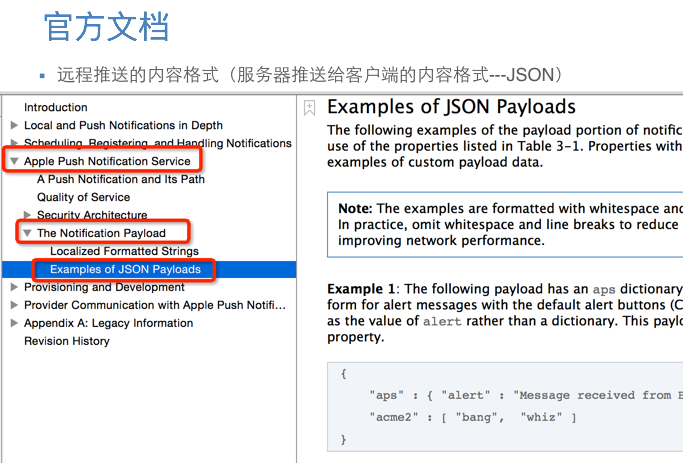 官方文档
远程推送的内容格式（服务器推送给客户端的内容格式---JSON）
Introduction
Local and Push Notifications in Depth
Scheduling, Registering, and Handling Notifications
Apple Push Notification Service
A Push Notification and Its Path
Quality of Service
Security Architecture
The Notification Payload
Localized Formatted Strings
Examples of JSON Payloads
Provisioning and Development
Provider Communication with Apple Push Notifi...
Appendix A: Legacy Information
Revision History
Examples of JSON Payloads
The following examples of the payload portion of notific
use of the properties listed in Table 3-1. Properties with
examples of custom payload data.
Note: The examples are formatted with whitespace and
In practice, omit whitespace and line breaks to reduce
improving network performance.
Example 1: The following payload has an aps dictionary
form for alert messages with the default alert buttons (C
as the value of alert rather than a dictionary. This paylo
property.
{
"aps" : { "alert" : "Message received from B
"acme2" : [ "bang", "whiz" ]
}